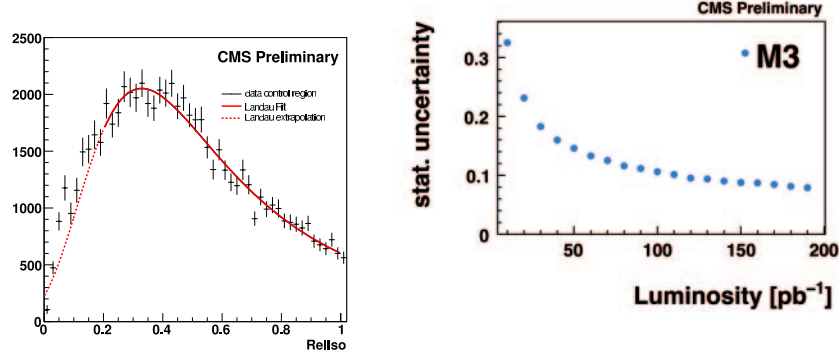 CMS Preliminary
data control region
Landau Fit
Landau extrapolation
2500
2000
1500
1000
500
0
0 0.2 0.4 0.6 0.8 1
RelIso
CMS Preliminary
M3
stat. uncertainty
0.3
0.2
0.1
0
50 100 150 200
Luminosity [pb⁻¹]